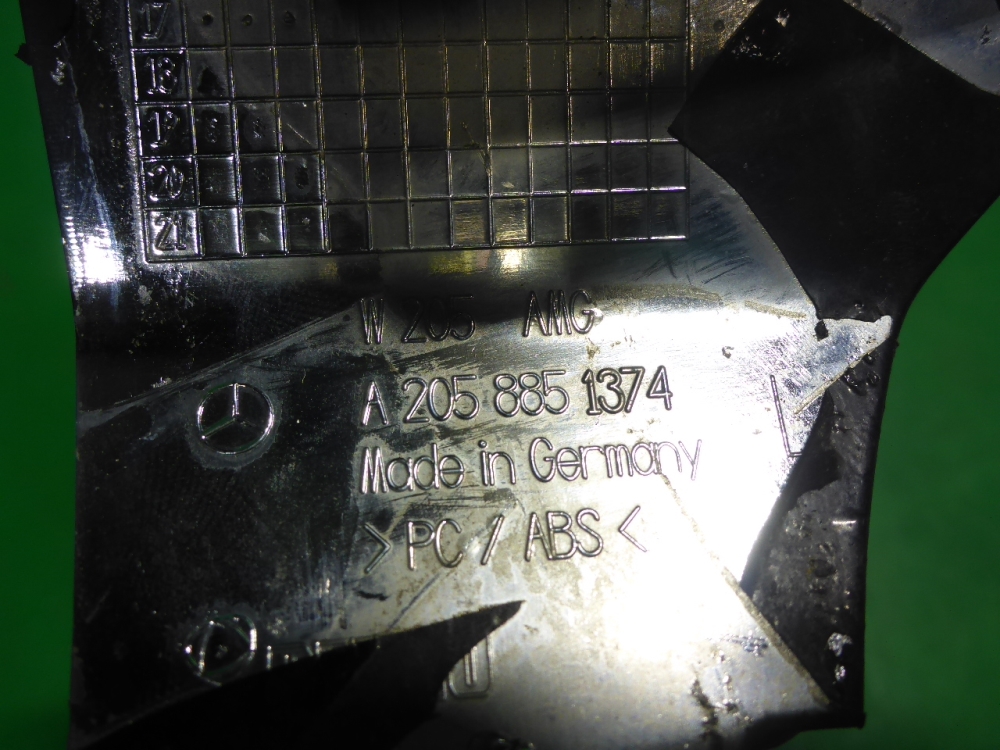 17
18
19
20
21
W 205 AMG
A 205 885 1374
L
Made in Germany
>PC / ABS<